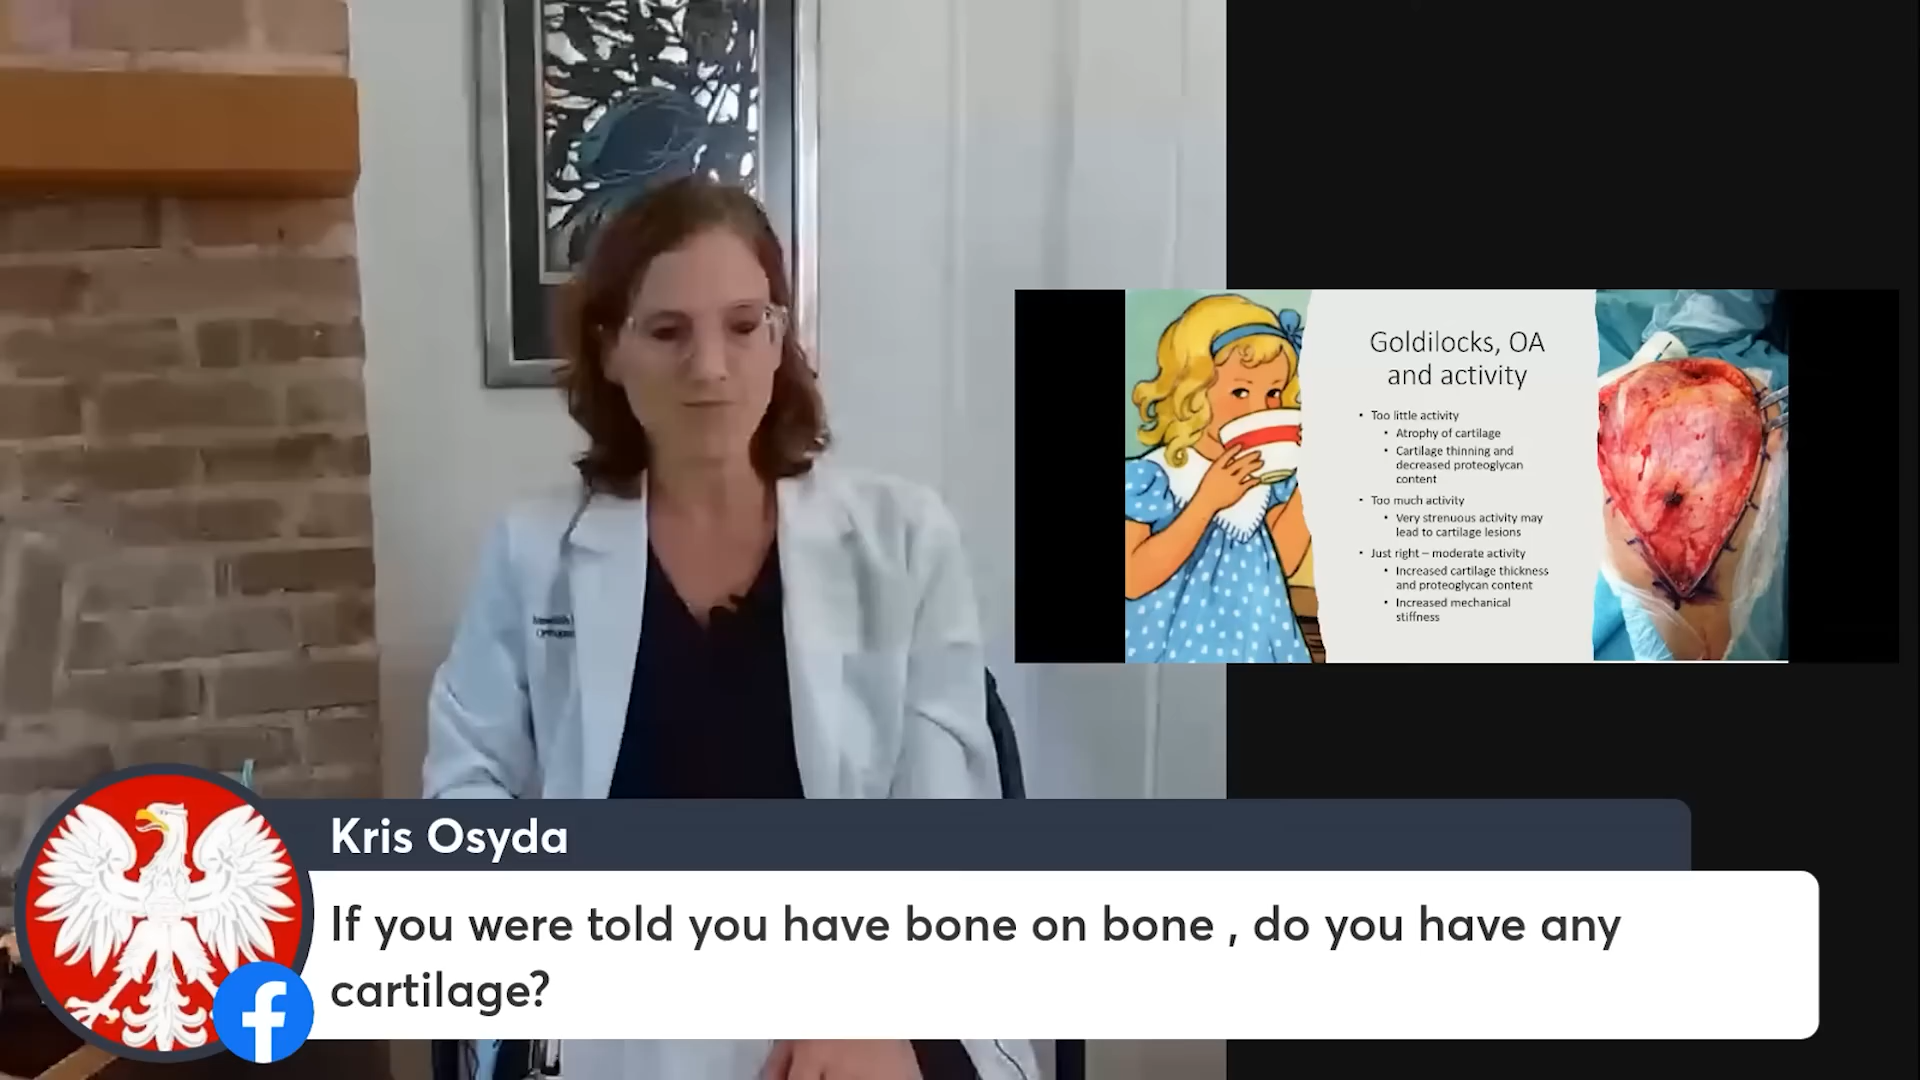 Goldilocks, OA
and activity
• Too little activity
• Atrophy of cartilage
• Cartilage thinning and
decreased proteoglycan
content
• Too much activity
• Very strenuous activity may
lead to cartilage lesions
• Just right – moderate activity
• Increased cartilage thickness
and proteoglycan content
• Increased mechanical
stiffness
Kris Osyda
If you were told you have bone on bone , do you have any
cartilage?